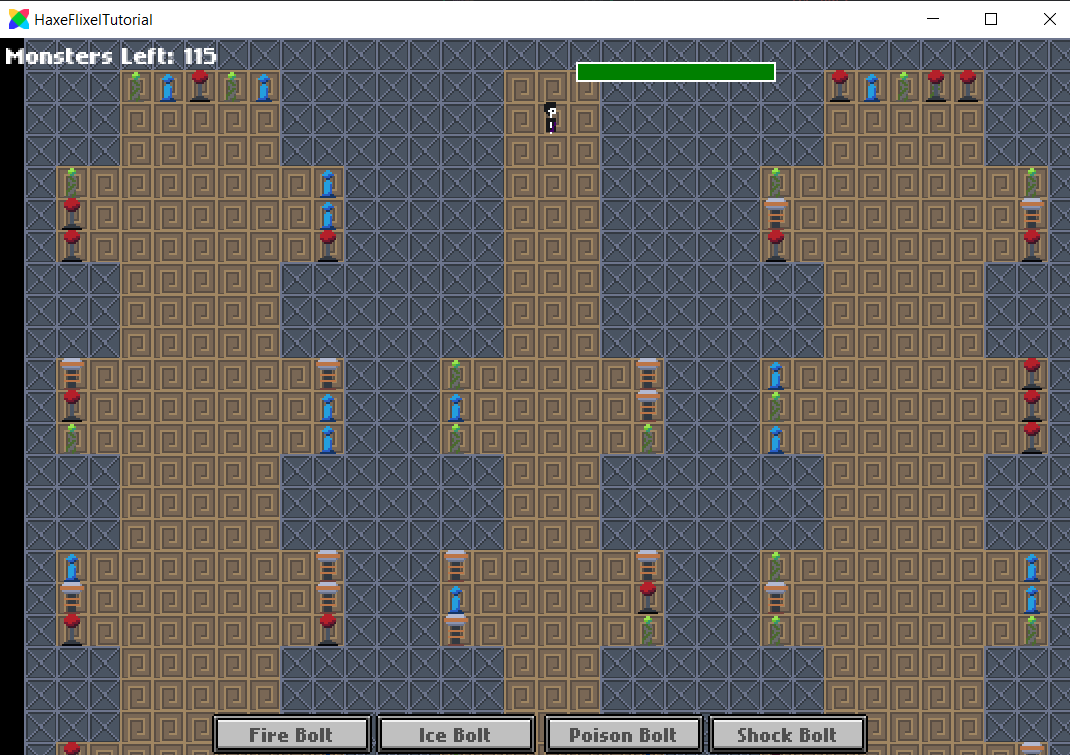 HaxeFlixelTutorial
Monsters Left: 115
Fire Bolt
Ice Bolt
Poison Bolt
Shock Bolt